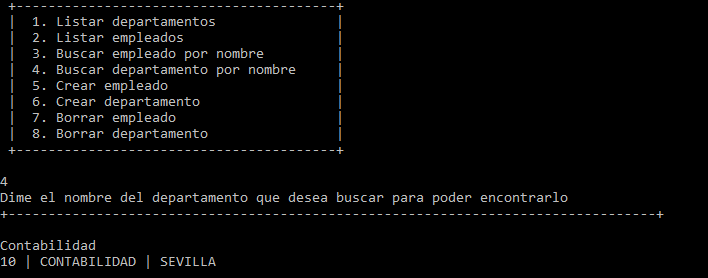 +----------------------------------------+
|  1. Listar departamentos               |
|  2. Listar empleados                   |
|  3. Buscar empleado por nombre         |
|  4. Buscar departamento por nombre     |
|  5. Crear empleado                     |
|  6. Crear departamento                 |
|  7. Borrar empleado                    |
|  8. Borrar departamento                |
+----------------------------------------+
4
Dime el nombre del departamento que desea buscar para poder encontrarlo
+---------------------------------------------------------------------------------+
Contabilidad
10 | CONTABILIDAD | SEVILLA